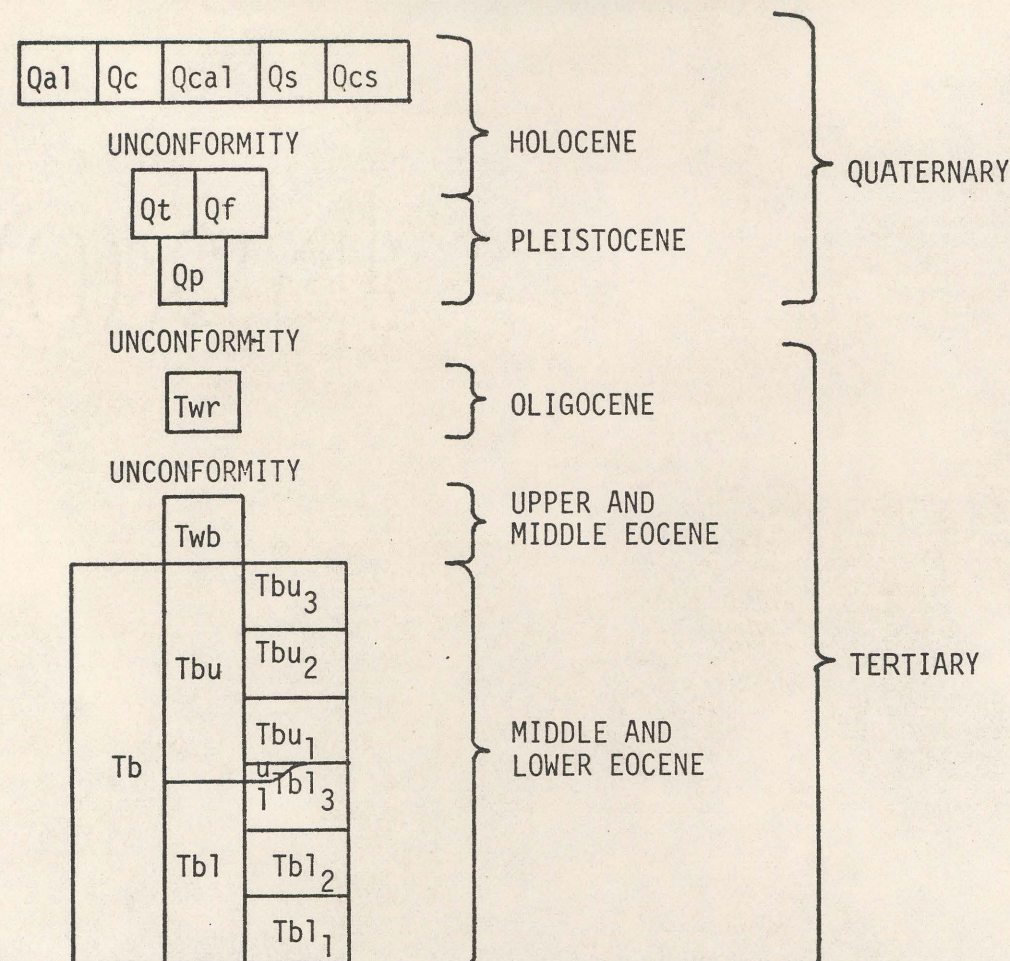 Qal Qc Qcal Qs Qcs
UNCONFORMITY
HOLOCENE
QUATERNARY
Qt Qf
PLEISTOCENE
Qp
UNCONFORMITY
Twr
OLIGOCENE
UNCONFORMITY
UPPER AND
MIDDLE EOCENE
Twb
Tbu3
Tbu
Tbu2
TERTIARY
Tbu1
MIDDLE AND
LOWER EOCENE
Tb
u
l
Tbl3
Tbl
Tbl2
Tbl1